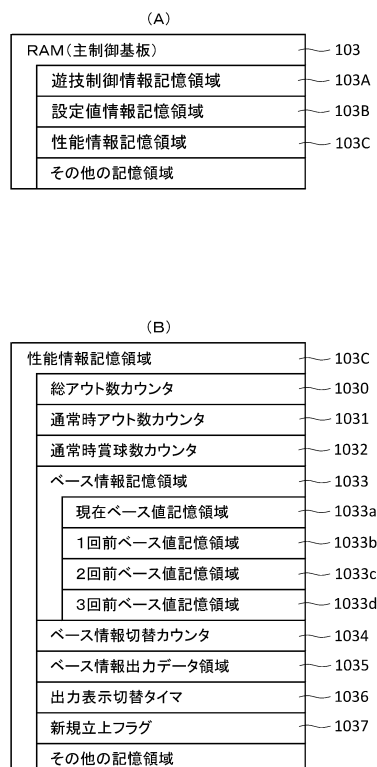 (A)
RAM(主制御基板) 103
遊技制御情報記憶領域 103A
設定値情報記憶領域 103B
性能情報記憶領域 103C
その他の記憶領域
(B)
性能情報記憶領域 103C
総アウト数カウンタ 1030
通常時アウト数カウンタ 1031
通常時賞球数カウンタ 1032
ベース情報記憶領域 1033
現在ベース値記憶領域 1033a
1回前ベース値記憶領域 1033b
2回前ベース値記憶領域 1033c
3回前ベース値記憶領域 1033d
ベース情報切替カウンタ 1034
ベース情報出力データ領域 1035
出力表示切替タイマ 1036
新規立上フラグ 1037
その他の記憶領域